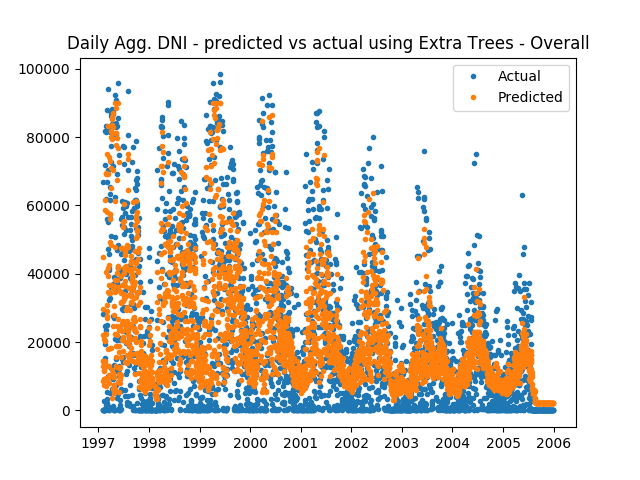 Daily Agg. DNI - predicted vs actual using Extra Trees - Overall
Actual
Predicted
100000
80000
60000
40000
20000
0
1997 1998 1999 2000 2001 2002 2003 2004 2005 2006